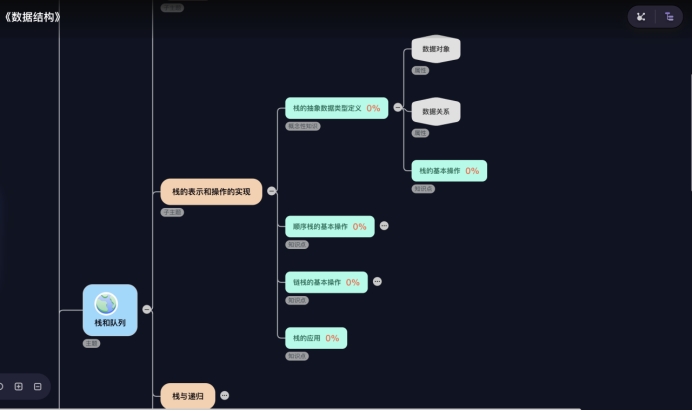 《数据结构》
子主题
数据对象
属性
栈的抽象数据类型定义 0%
概念性知识
数据关系
属性
栈的基本操作 0%
知识点
栈的表示和操作的实现
子主题
顺序栈的基本操作 0%
知识点
链栈的基本操作 0%
知识点
栈和队列
主题
栈的应用 0%
知识点
栈与递归